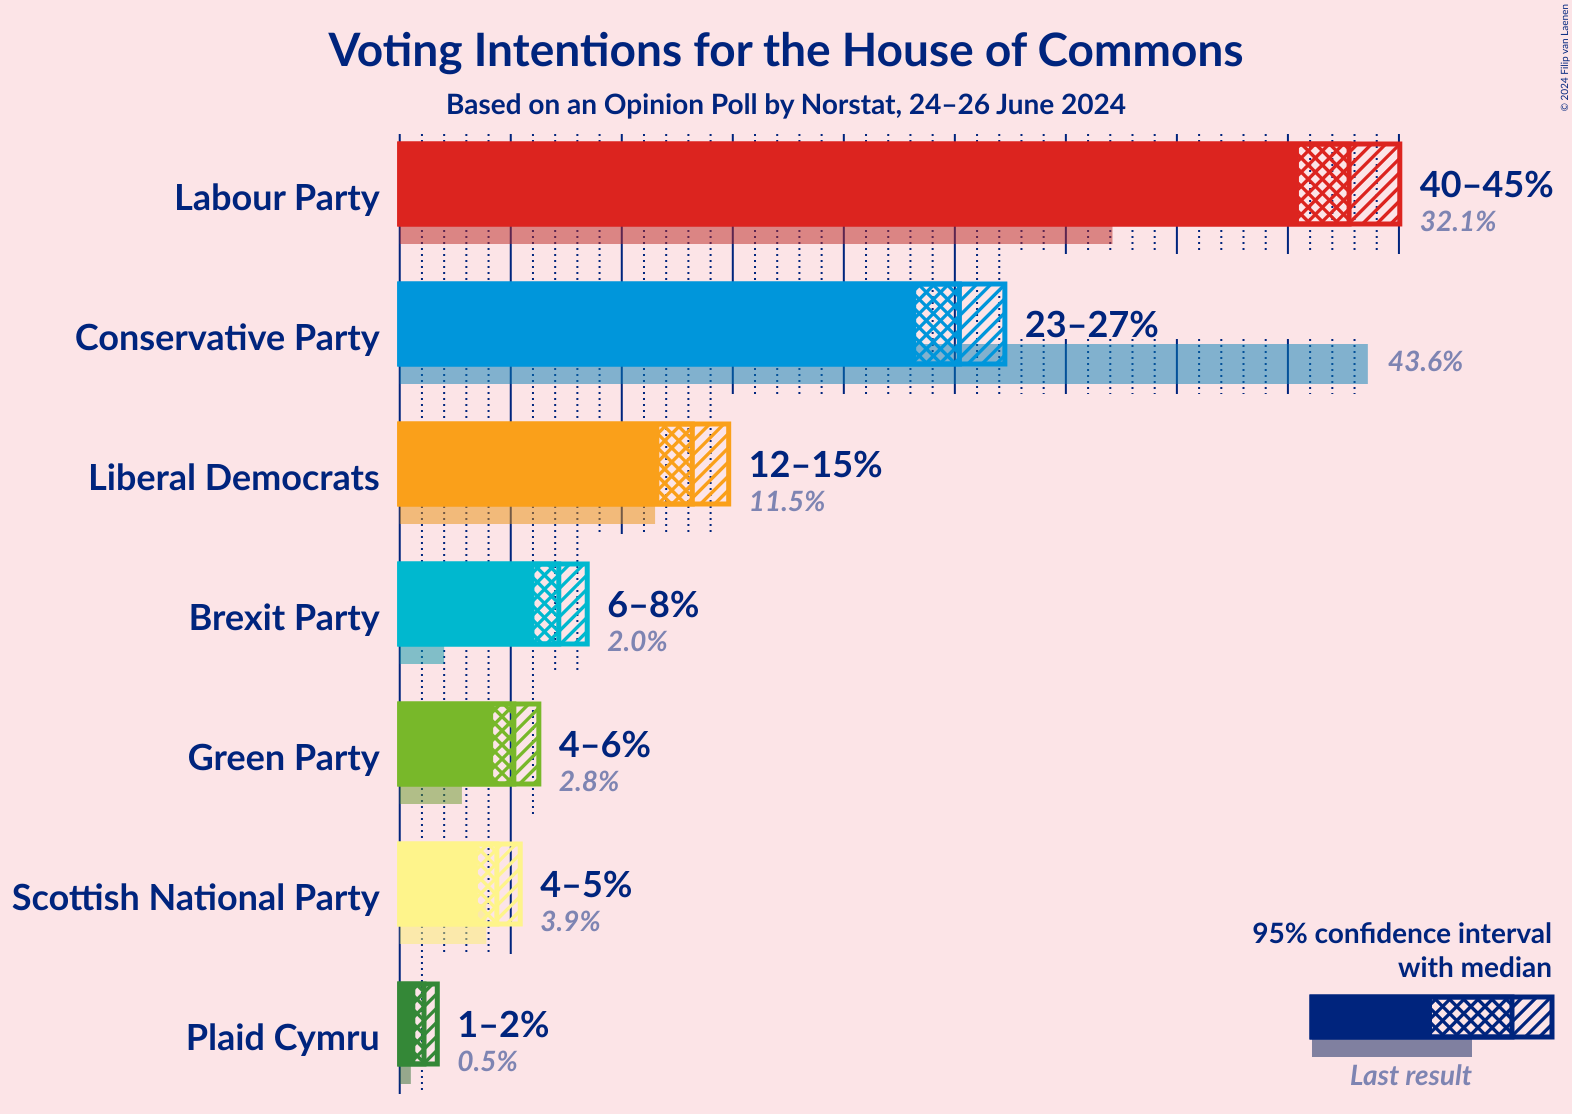 Voting Intentions for the House of Commons
Based on an Opinion Poll by Norstat, 24–26 June 2024
© 2024 Filip van Laenen
Labour Party
40–45%
32.1%
Conservative Party
23–27%
43.6%
Liberal Democrats
12–15%
11.5%
Brexit Party
6–8%
2.0%
Green Party
4–6%
2.8%
Scottish National Party
4–5%
3.9%
Plaid Cymru
1–2%
0.5%
95% confidence interval
with median
Last result